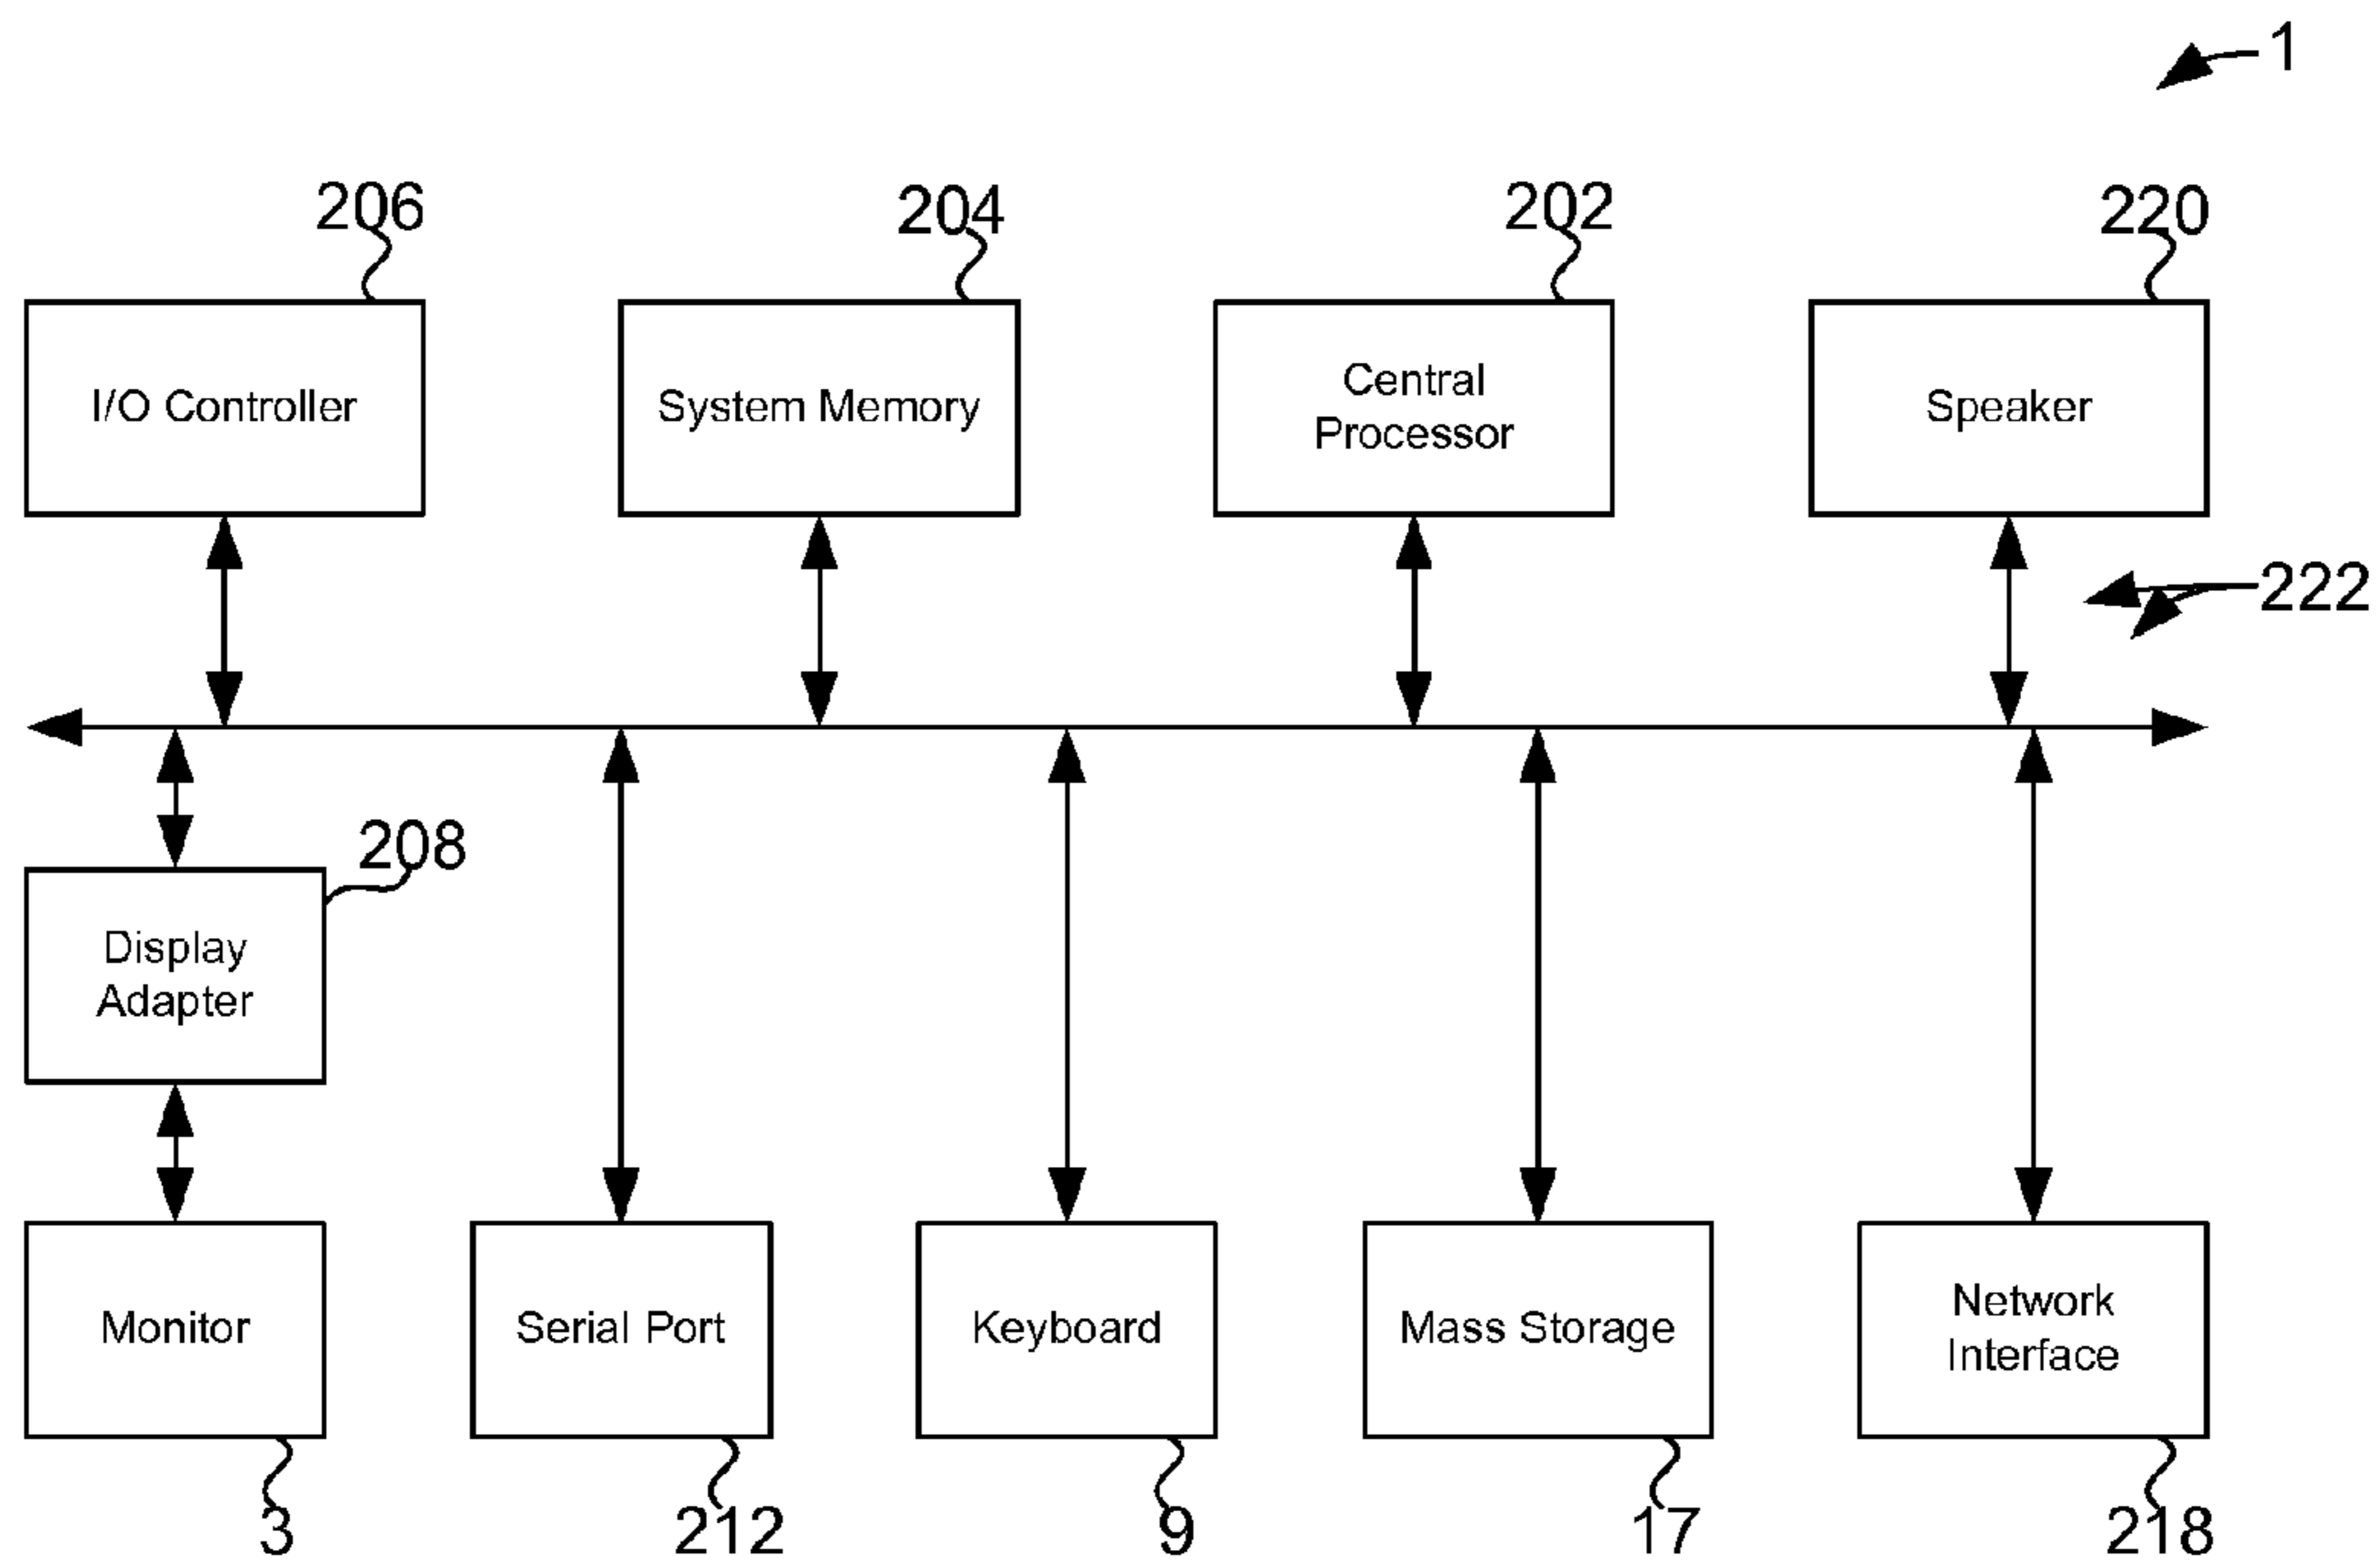 1
206
204
202
220
I/O Controller
System Memory
Central
Processor
Speaker
222
208
Display
Adapter
Monitor
Serial Port
Keyboard
Mass Storage
Network
Interface
3
212
9
17
218